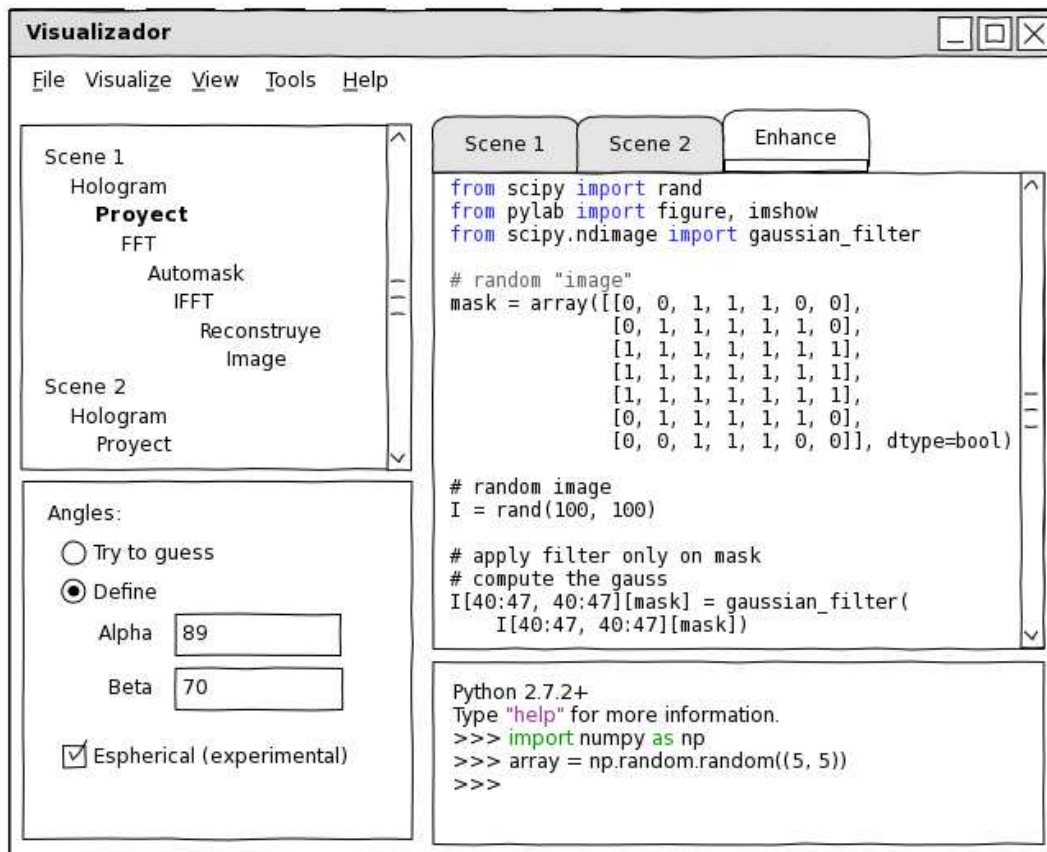 Visualizador
File Visualize View Tools Help
Scene 1
Hologram
Proyect
FFT
Automask
IFFT
Reconstruye
Image
Scene 2
Hologram
Proyect
Angles:
Try to guess
Define
Alpha 89
Beta 70
Espherical (experimental)
Scene 1 Scene 2 Enhance
from scipy import rand
from pylab import figure, imshow
from scipy.ndimage import gaussian_filter
# random "image"
mask = array([[0, 0, 1, 1, 1, 0, 0],
[0, 1, 1, 1, 1, 1, 0],
[1, 1, 1, 1, 1, 1, 1],
[1, 1, 1, 1, 1, 1, 1],
[1, 1, 1, 1, 1, 1, 1],
[0, 1, 1, 1, 1, 1, 0],
[0, 0, 1, 1, 1, 0, 0]], dtype=bool)
# random image
I = rand(100, 100)
# apply filter only on mask
# compute the gauss
I[40:47, 40:47][mask] = gaussian_filter(
I[40:47, 40:47][mask])
Python 2.7.2+
Type "help" for more information.
>>> import numpy as np
>>> array = np.random.random((5, 5))
>>>